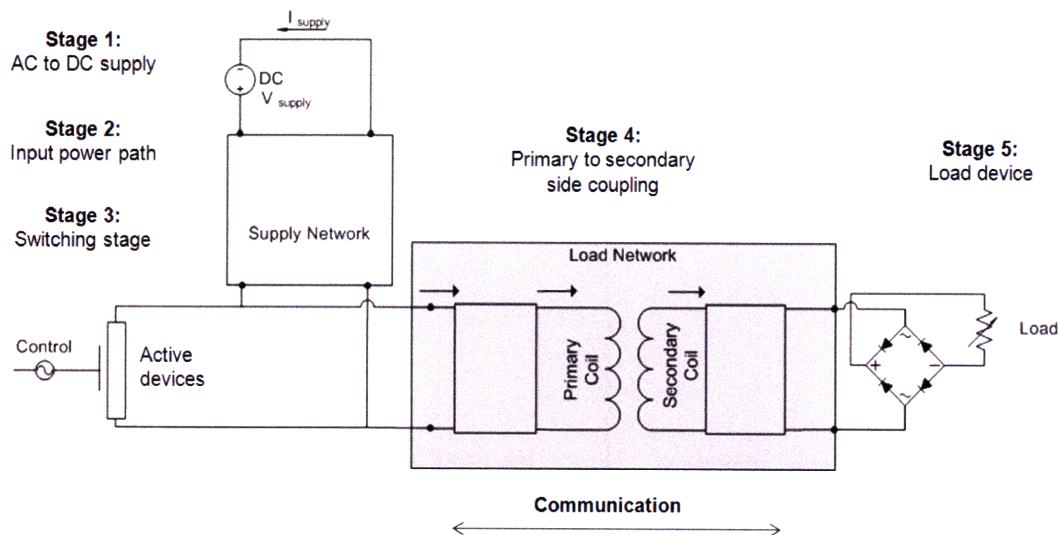 I supply
Stage 1:
AC to DC supply
DC
V supply
Stage 2:
Input power path
Stage 4:
Primary to secondary
side coupling
Stage 5:
Load device
Stage 3:
Switching stage
Supply Network
Load Network
Control
Active
devices
Primary
Coil
Secondary
Coil
Load
Communication